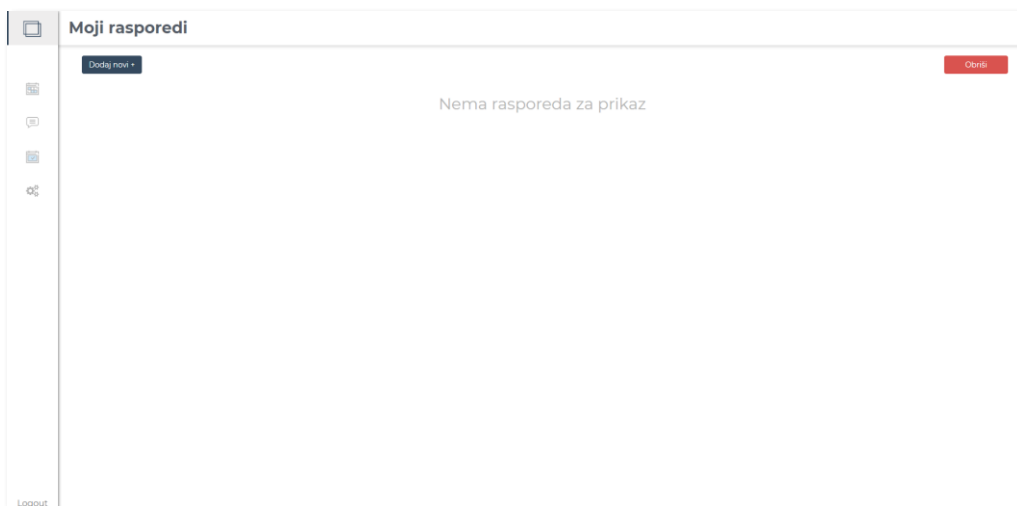 Moji rasporedi
Dodaj novi +
Obriši
Nema rasporeda za prikaz
Logout